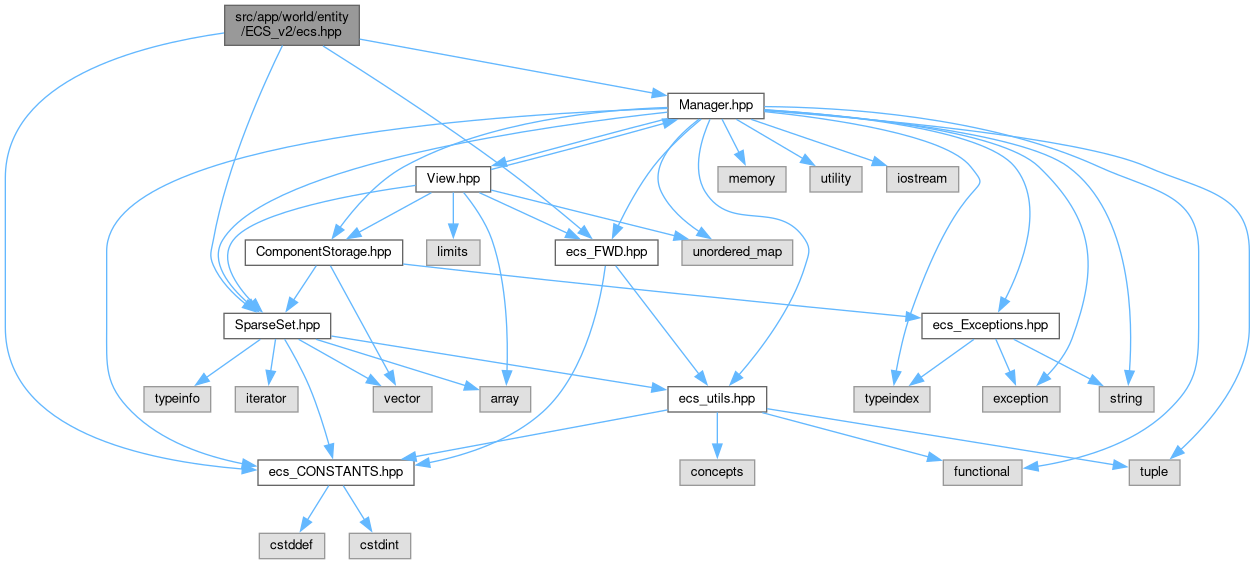 src/app/world/entity
/ECS_v2/ecs.hpp
Manager.hpp
View.hpp
memory
utility
iostream
ComponentStorage.hpp
limits
ecs_FWD.hpp
unordered_map
SparseSet.hpp
ecs_Exceptions.hpp
typeinfo
iterator
vector
array
ecs_utils.hpp
typeindex
exception
string
ecs_CONSTANTS.hpp
concepts
functional
tuple
cstddef
cstdint